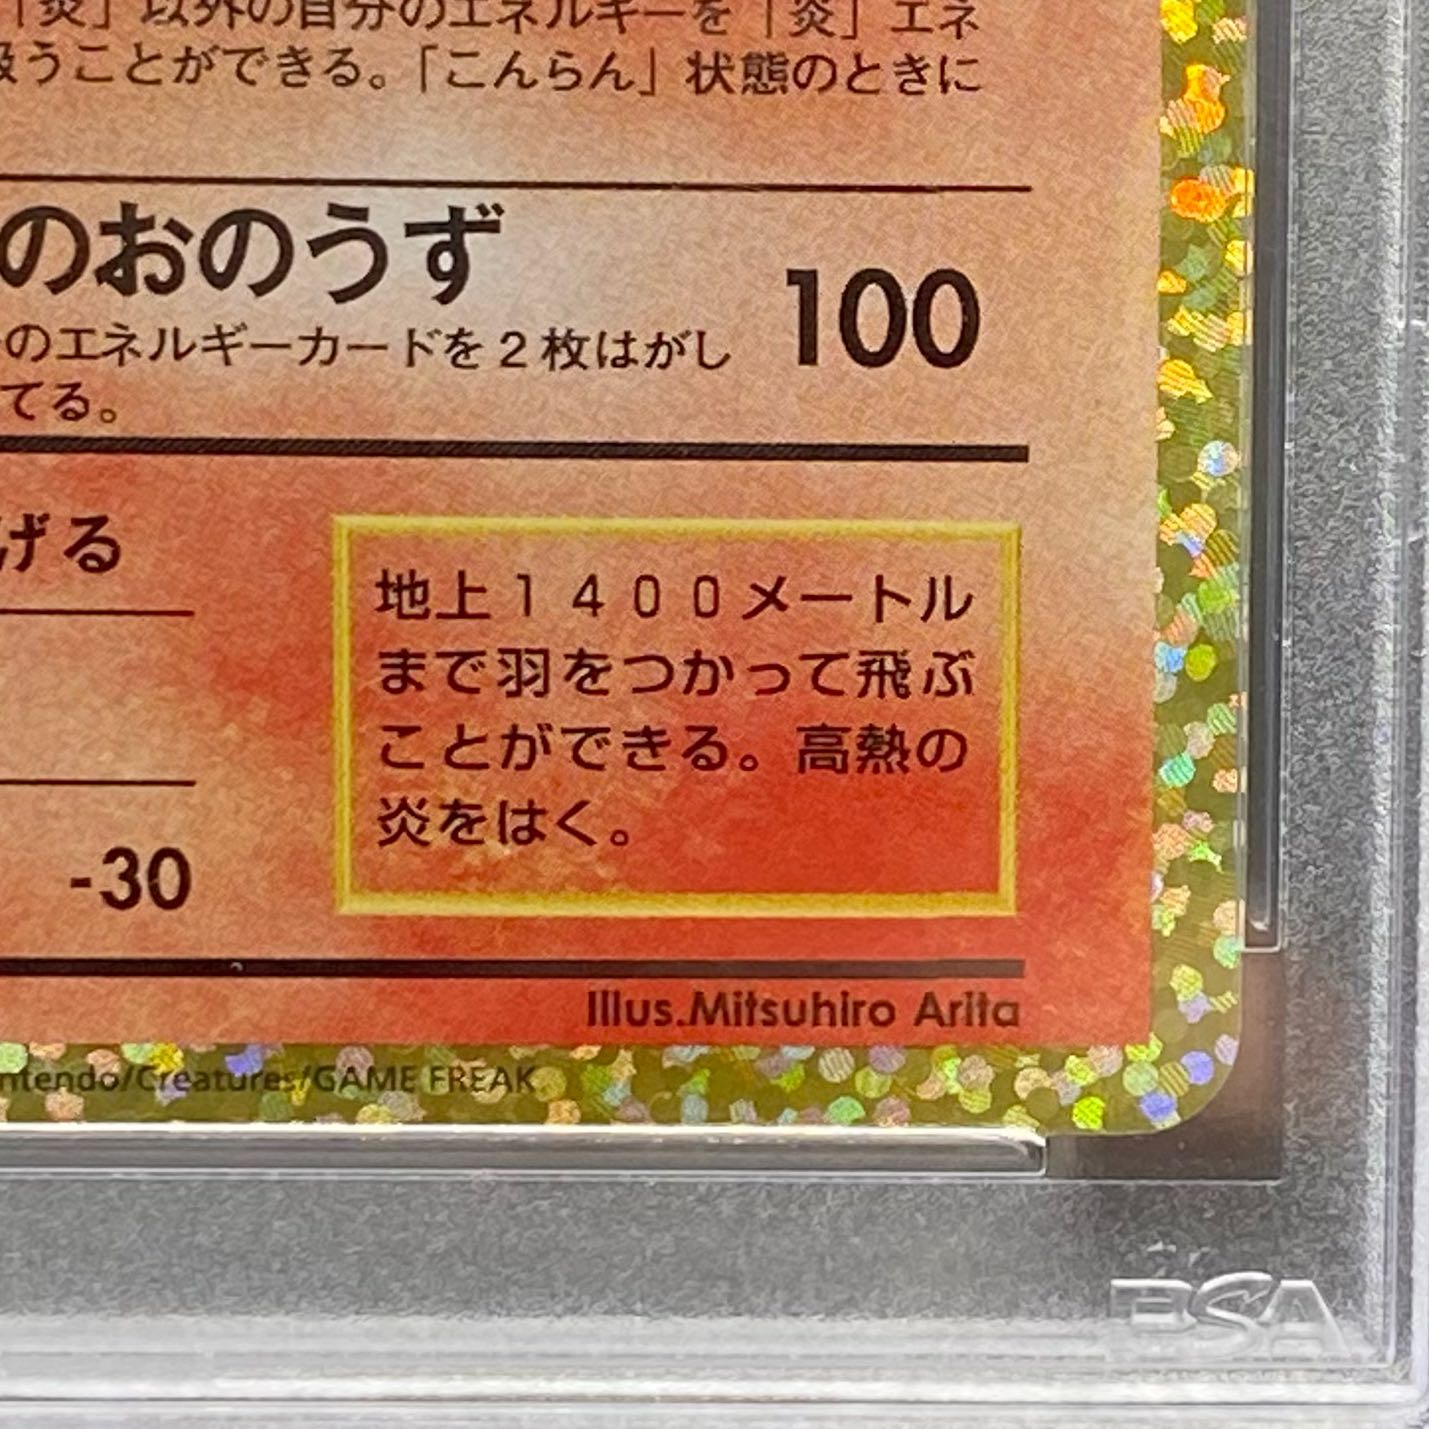 「炎」以外の自分のエネルギーを「炎」エネ
扱うことができる。「こんらん」状態のときに
のおのうず
100
のエネルギーカードを2枚はがし
てる。
げる
地上1400メートル
まで羽をつかって飛ぶ
ことができる。高熱の
炎をはく。
-30
Illus.Mitsuhiro Arita
ntendo/Creatures/GAME FREAK
PSA